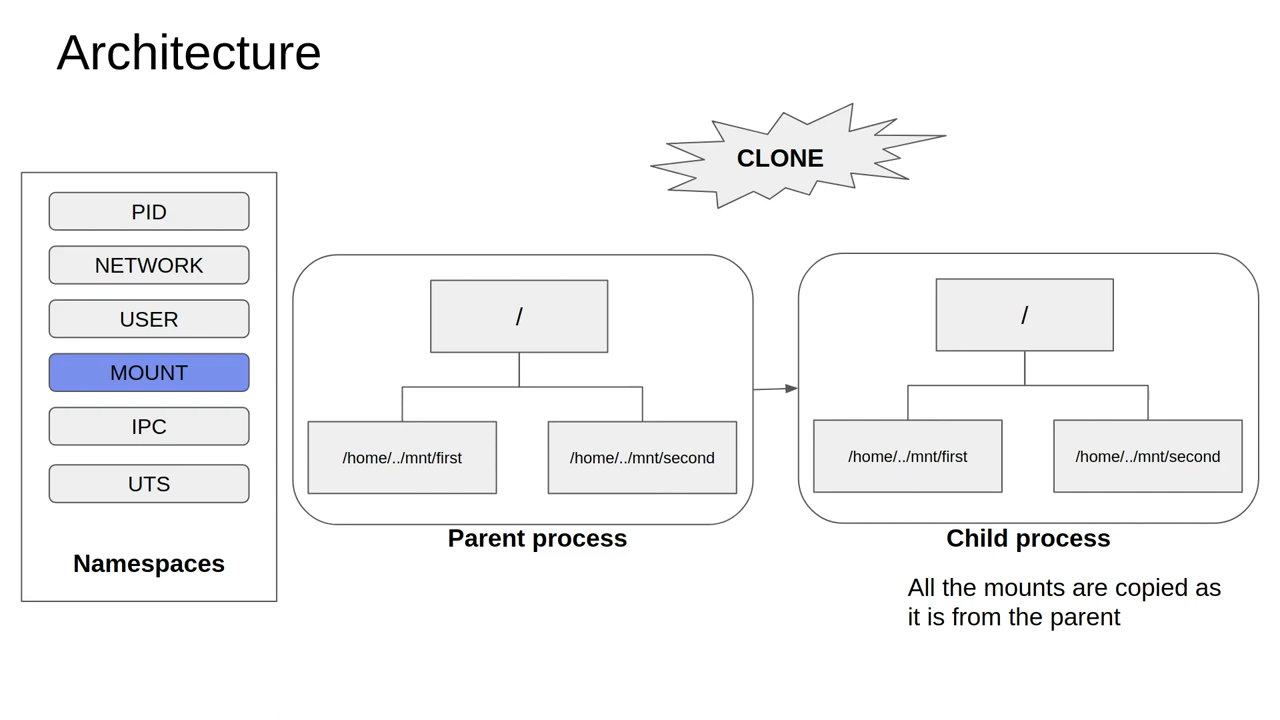 Architecture
CLONE
PID
NETWORK
USER
MOUNT
IPC
UTS
Namespaces
/
/home/../mnt/first
/home/../mnt/second
Parent process
/
/home/../mnt/first
/home/../mnt/second
Child process
All the mounts are copied as
it is from the parent